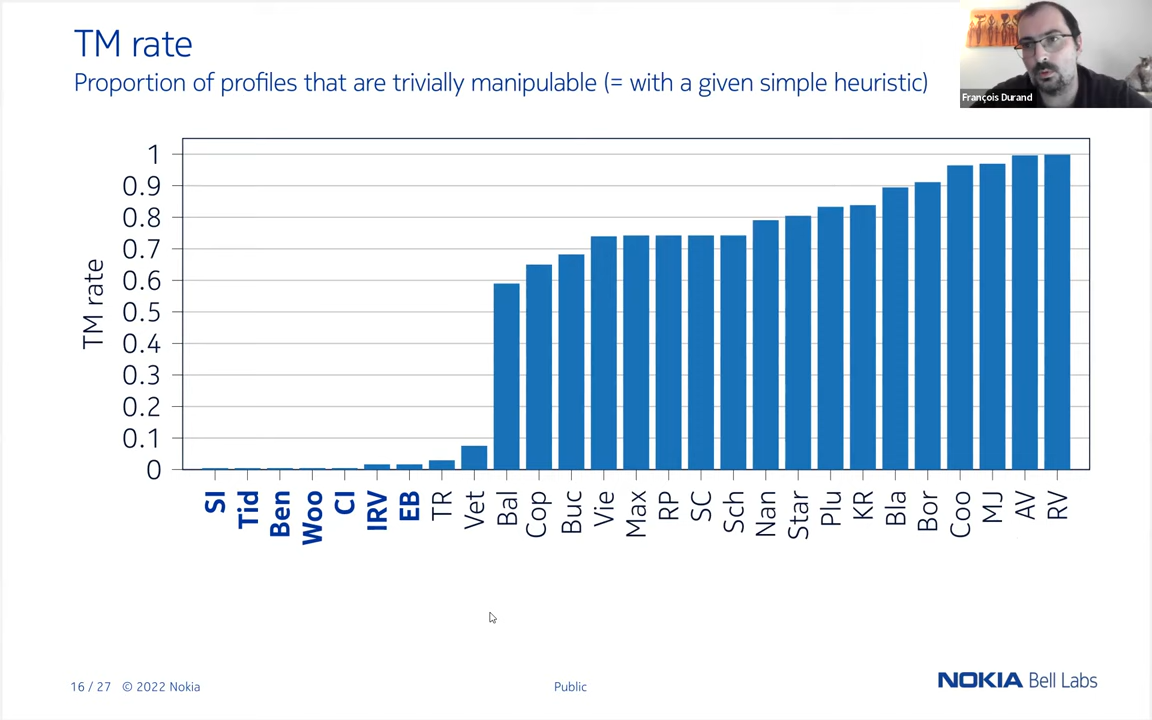 TM rate
Proportion of profiles that are trivially manipulable (= with a given simple heuristic)
François Durand
1
0.9
0.8
0.7
0.6
0.5
0.4
0.3
0.2
0.1
0
TM rate
SI Tid Ben Woo CI IRV EB TR Vet Bal Cop Buc Vie Max RP SC Sch Nan Star Plu KR Bla Bor Coo MJ AV RV
16 / 27 © 2022 Nokia Public NOKIA Bell Labs